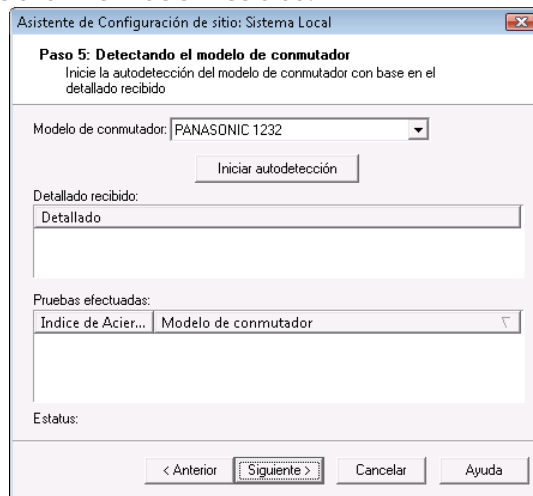 Asistente de Configuración de sitio: Sistema Local
Paso 5: Detectando el modelo de conmutador
Inicie la autodetección del modelo de conmutador con base en el
detallado recibido
Modelo de conmutador: PANASONIC 1232
Iniciar autodetección
Detallado recibido:
Detallado
Pruebas efectuadas:
Indice de Acier... Modelo de conmutador
Estatus:
< Anterior Siguiente > Cancelar Ayuda